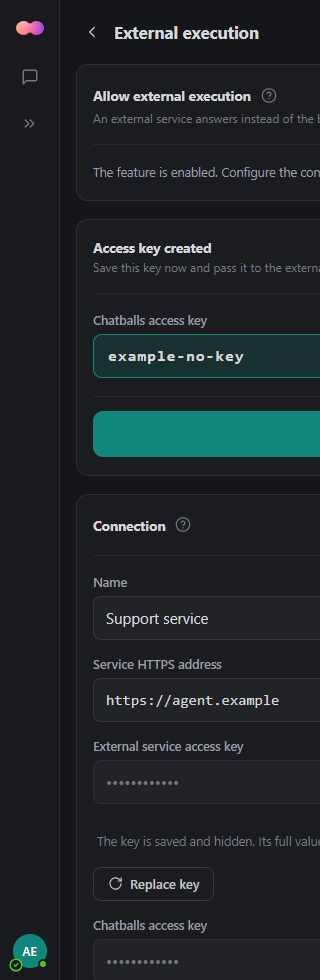 External execution
Allow external execution
An external service answers instead of the
The feature is enabled. Configure the
Access key created
Save this key now and pass it to the
Chatballs access key
example-no-key
Connection
Name
Support service
Service HTTPS address
https://agent.example
External service access key
The key is saved and hidden. Its full
Replace key
Chatballs access key
AE